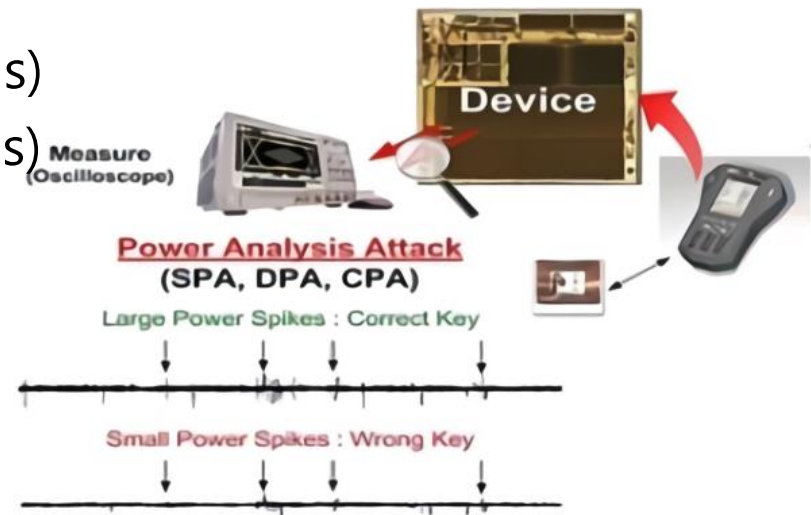 s)
s)
Device
Measure
(Oscilloscope)
Power Analysis Attack
(SPA, DPA, CPA)
Large Power Spikes : Correct Key
Small Power Spikes : Wrong Key